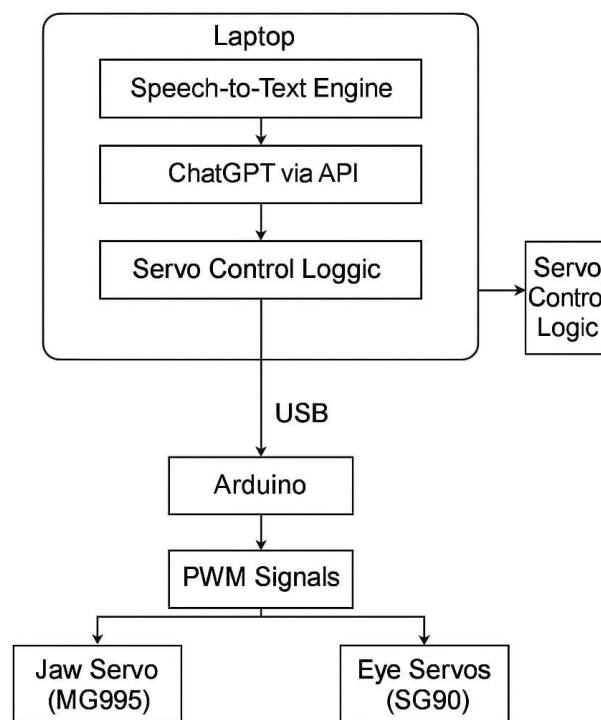 Laptop
Speech-to-Text Engine
ChatGPT via API
Servo Control Loggic
Servo
Control
Logic
USB
Arduino
PWM Signals
Jaw Servo
(MG995)
Eye Servos
(SG90)